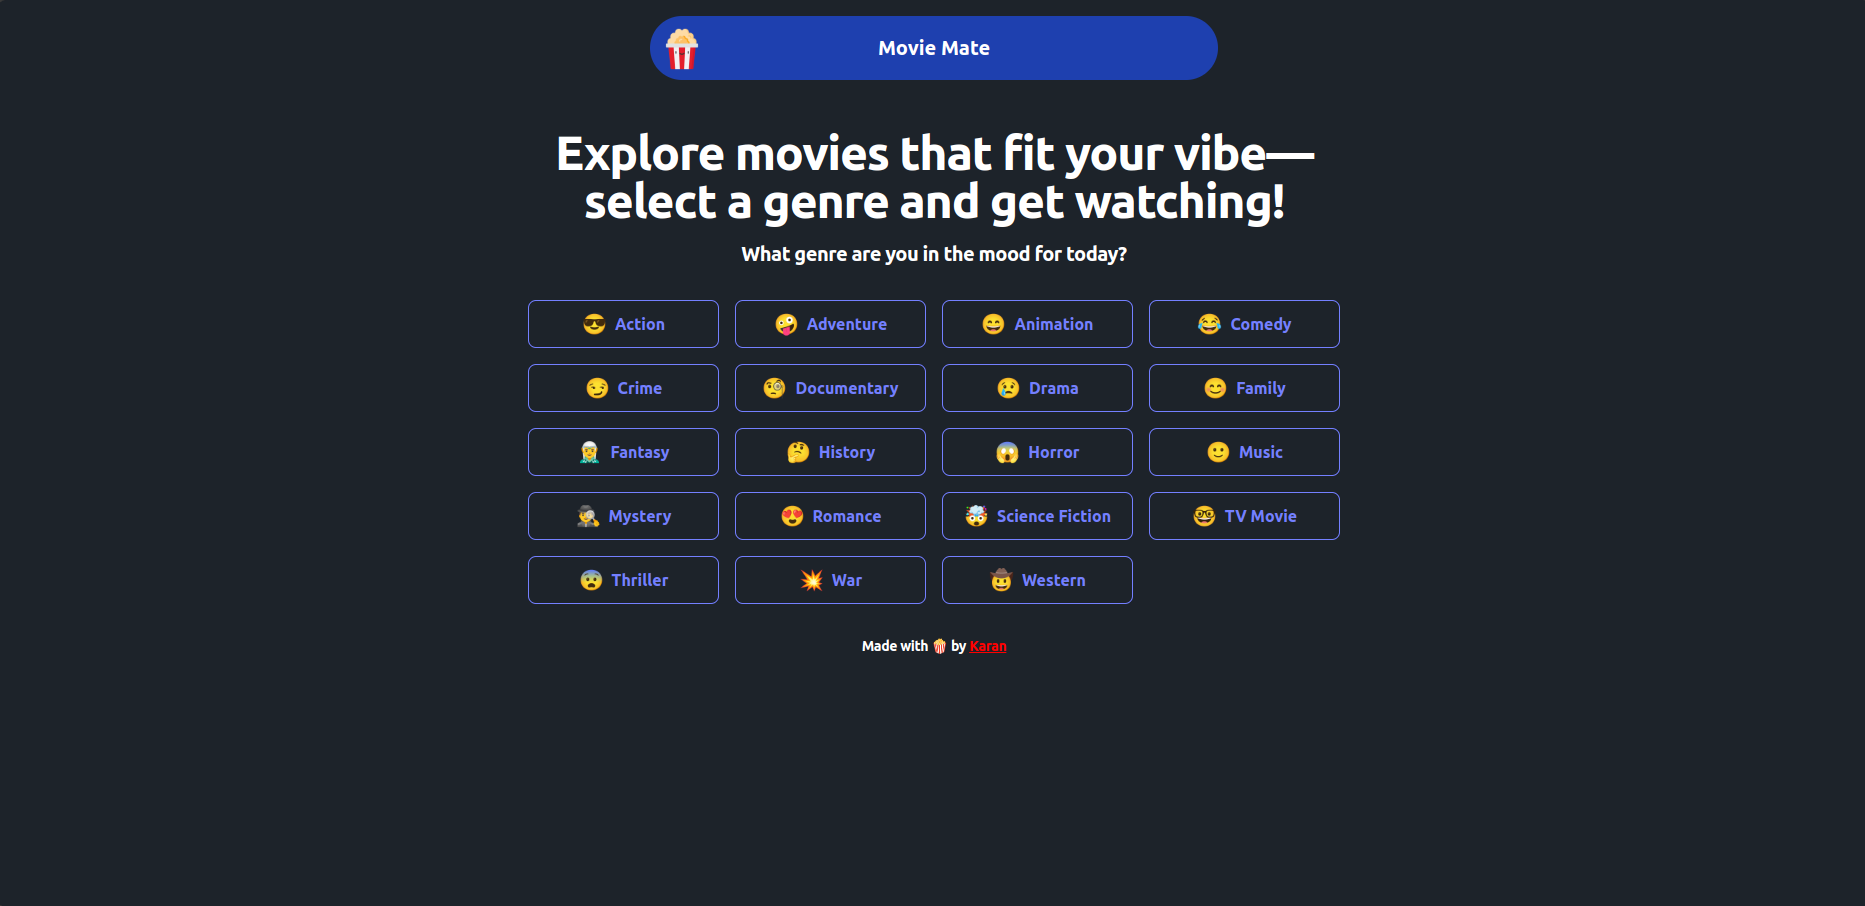 Movie Mate
Explore movies that fit your vibe—
select a genre and get watching!
What genre are you in the mood for today?
😎 Action
🤪 Adventure
😄 Animation
😂 Comedy
😏 Crime
🧐 Documentary
😢 Drama
😊 Family
🧝‍♂️ Fantasy
🤔 History
😱 Horror
🙂 Music
🕵️ Mystery
😍 Romance
🤯 Science Fiction
🤓 TV Movie
😨 Thriller
💥 War
🤠 Western
Made with 🍿 by Karan